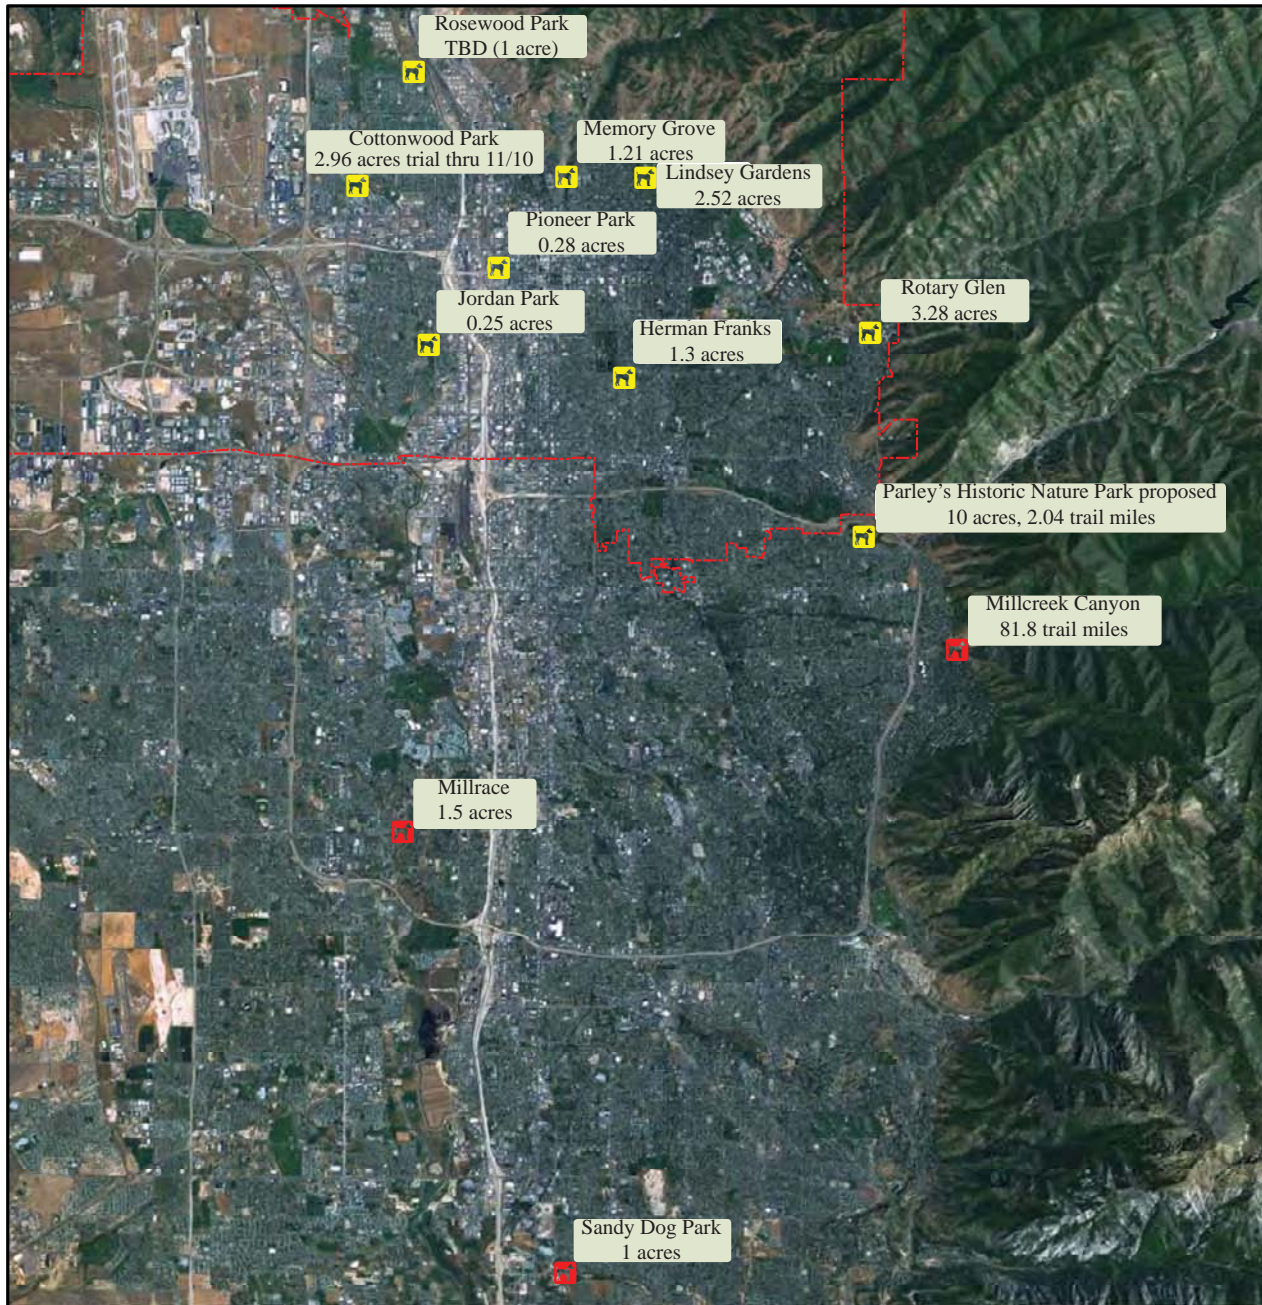 Rosewood Park
TBD (1 acre)
Cottonwood Park
2.96 acres trial thru 11/10
Memory Grove
1.21 acres
Lindsey Gardens
2.52 acres
Pioneer Park
0.28 acres
Rotary Glen
3.28 acres
Jordan Park
0.25 acres
Herman Franks
1.3 acres
Parley’s Historic Nature Park proposed
10 acres, 2.04 trail miles
Millcreek Canyon
81.8 trail miles
Millrace
1.5 acres
Sandy Dog Park
1 acres